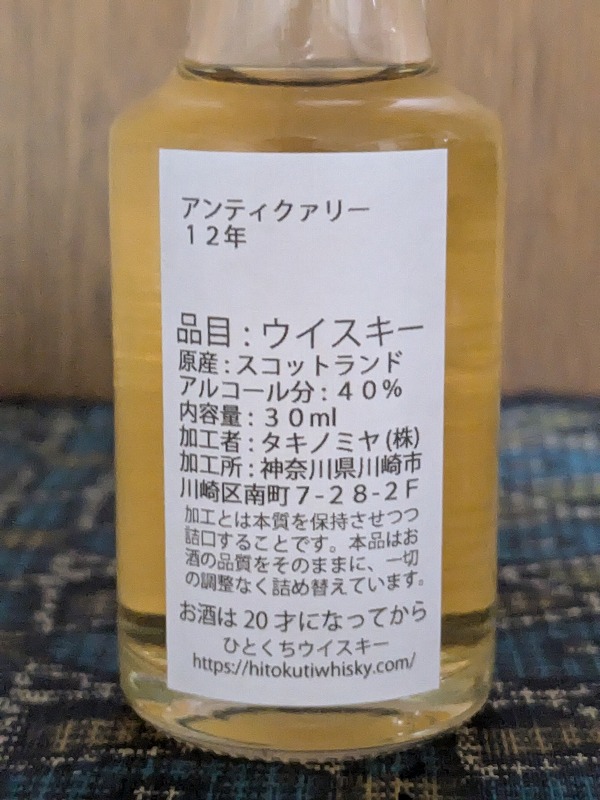 アンティクァリー
１２年
品目：ウイスキー
原産：スコットランド
アルコール分：４０％
内容量：３０ml
加工者：タキノミヤ(株)
加工所：神奈川県川崎市
川崎区南町７-２８-２Ｆ
加工とは本質を保持させつつ
詰口することです。本品はお
酒の品質をそのままに、一切
の調整なく詰め替えています。
お酒は20才になってから
ひとくちウイスキー
https://hitokutiwhisky.com/